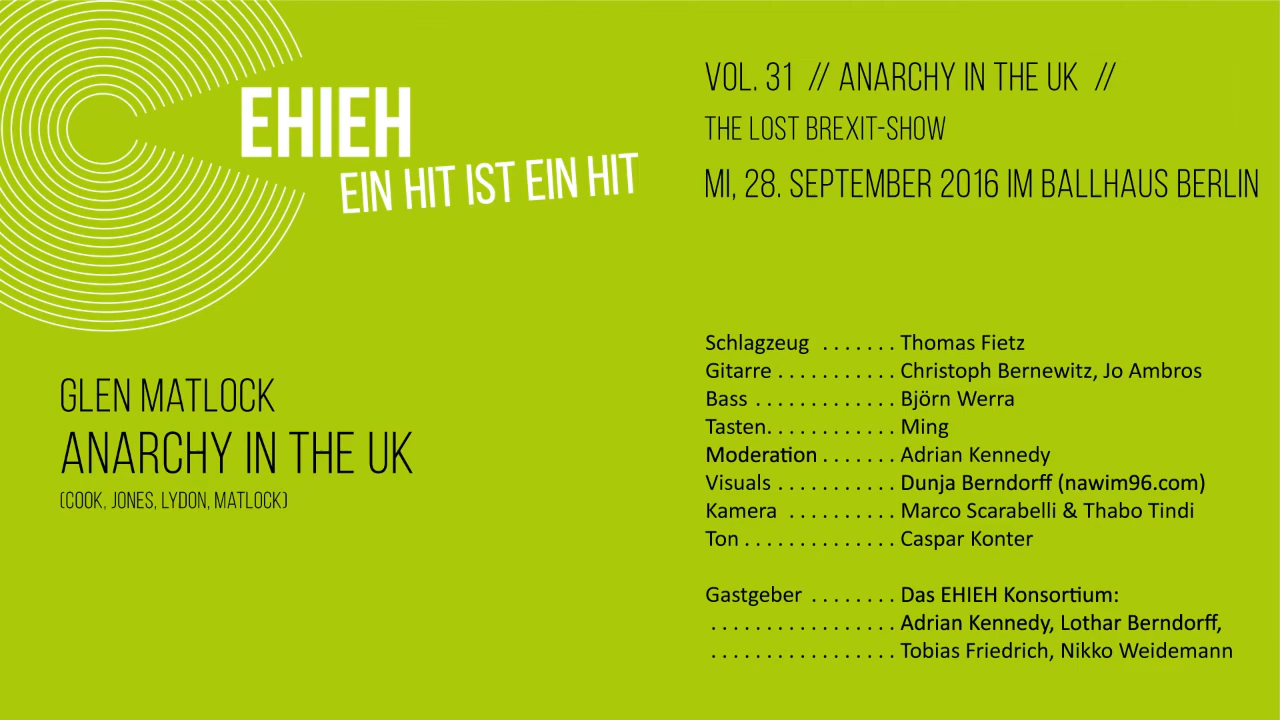 EHIEH
EIN HIT IST EIN HIT
VOL. 31 // ANARCHY IN THE UK //
THE LOST BREXIT-SHOW
MI, 28. SEPTEMBER 2016 IM BALLHAUS BERLIN
GLEN MATLOCK
ANARCHY IN THE UK
(COOK, JONES, LYDON, MATLOCK)
Schlagzeug . . . . . . . Thomas Fietz
Gitarre . . . . . . . . . . . Christoph Bernewitz, Jo Ambros
Bass . . . . . . . . . . . . . Björn Werra
Tasten. . . . . . . . . . . . Ming
Moderation . . . . . . . Adrian Kennedy
Visuals . . . . . . . . . . . Dunja Berndorff (nawim96.com)
Kamera . . . . . . . . . . Marco Scarabelli & Thabo Tindi
Ton . . . . . . . . . . . . . . Caspar Konter
Gastgeber . . . . . . . . Das EHIEH Konsortium:
. . . . . . . . . . . . . . . . . Adrian Kennedy, Lothar Berndorff,
. . . . . . . . . . . . . . . . . Tobias Friedrich, Nikko Weidemann